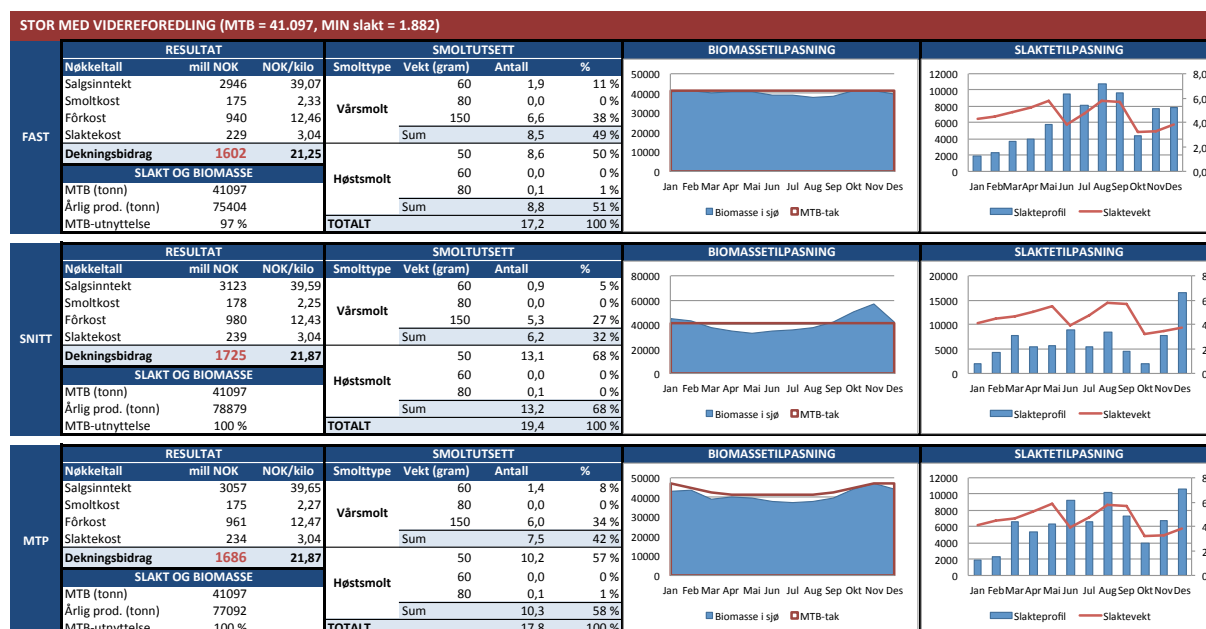 STOR MED VIDEREFOREDLING (MTB = 41.097, MIN slakt = 1.882)
FAST
RESULTAT
Nøkkeltall mill NOK NOK/kilo
Salgsinntekt 2946 39,07
Smoltkost 175 2,33
Fôrkost 940 12,46
Slaktekost 229 3,04
Dekningsbidrag 1602 21,25
SLAKT OG BIOMASSE
MTB (tonn) 41097
Årlig prod. (tonn) 75404
MTB-utnyttelse 97 %
SMOLTUTSETT
Smolttype Vekt (gram) Antall %
Vårsmolt
60 1,9 11 %
80 0,0 0 %
150 6,6 38 %
Sum 8,5 49 %
Høstsmolt
50 8,6 50 %
60 0,0 0 %
80 0,1 1 %
Sum 8,8 51 %
TOTALT 17,2 100 %
BIOMASSETILPASNING
50000
40000
30000
20000
10000
0
Jan Feb Mar Apr Mai Jun Jul Aug Sep Okt Nov Des
Biomasse i sjø MTB-tak
SLAKTETILPASNING
12000 8,0
10000
8000 6,0
6000 4,0
4000
2000 2,0
0 0,0
Jan Feb Mar Apr Mai Jun Jul Aug Sep Okt Nov Des
Slakteprofil Slaktevekt
SNITT
RESULTAT
Nøkkeltall mill NOK NOK/kilo
Salgsinntekt 3123 39,59
Smoltkost 178 2,25
Fôrkost 980 12,43
Slaktekost 239 3,04
Dekningsbidrag 1725 21,87
SLAKT OG BIOMASSE
MTB (tonn) 41097
Årlig prod. (tonn) 78879
MTB-utnyttelse 100 %
SMOLTUTSETT
Smolttype Vekt (gram) Antall %
Vårsmolt
60 0,9 5 %
80 0,0 0 %
150 5,3 27 %
Sum 6,2 32 %
Høstsmolt
50 13,1 68 %
60 0,0 0 %
80 0,1 0 %
Sum 13,2 68 %
TOTALT 19,4 100 %
BIOMASSETILPASNING
80000
60000
40000
20000
0
Jan Feb Mar Apr Mai Jun Jul Aug Sep Okt Nov Des
Biomasse i sjø MTB-tak
SLAKTETILPASNING
20000 8
15000 6
10000 4
5000 2
0 0
Jan Feb Mar Apr Mai Jun Jul Aug Sep Okt Nov Des
Slakteprofil Slaktevekt
MTP
RESULTAT
Nøkkeltall mill NOK NOK/kilo
Salgsinntekt 3057 39,65
Smoltkost 175 2,27
Fôrkost 961 12,47
Slaktekost 234 3,04
Dekningsbidrag 1686 21,87
SLAKT OG BIOMASSE
MTB (tonn) 41097
Årlig prod. (tonn) 77092
MTB-utnyttelse 100 %
SMOLTUTSETT
Smolttype Vekt (gram) Antall %
Vårsmolt
60 1,4 8 %
80 0,0 0 %
150 6,0 34 %
Sum 7,5 42 %
Høstsmolt
50 10,2 57 %
60 0,0 0 %
80 0,1 1 %
Sum 10,3 58 %
TOTALT 17,8 100 %
BIOMASSETILPASNING
50000
40000
30000
20000
10000
0
Jan Feb Mar Apr Mai Jun Jul Aug Sep Okt Nov Des
Biomasse i sjø MTB-tak
SLAKTETILPASNING
12000 8
10000
8000 6
6000 4
4000
2000 2
0 0
Jan Feb Mar Apr Mai Jun Jul Aug Sep Okt Nov Des
Slakteprofil Slaktevekt